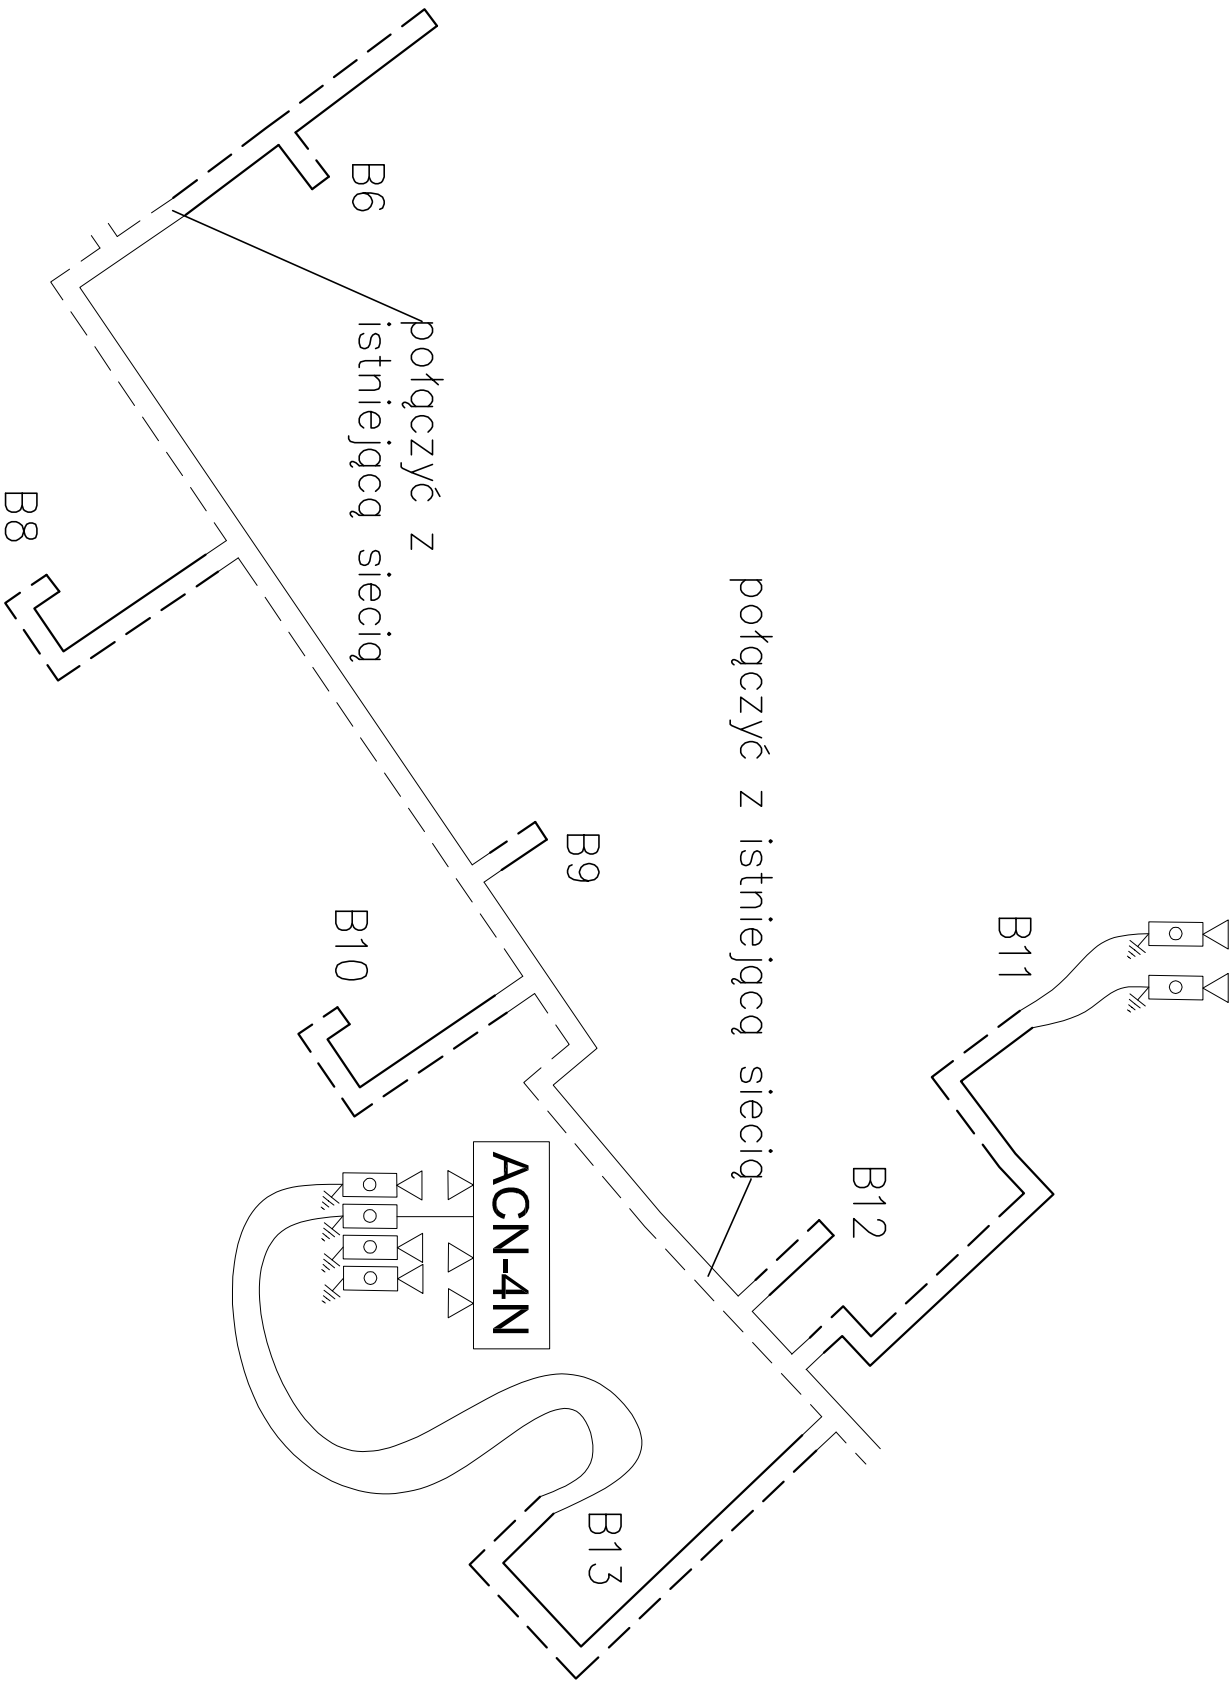 B6
połączyć z
istniejącą siecią
B8
B9
B10
połączyć z istniejącą siecią
B11
B12
ACN-4N
B13